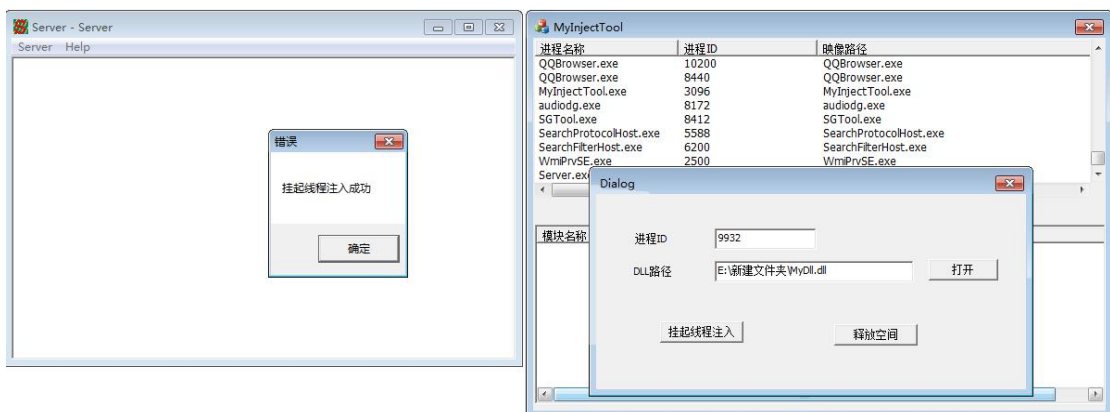 Server - Server
Server Help
错误
挂起线程注入成功
确定
MyInjectTool
进程名称 进程ID 映像路径
QQBrowser.exe 10200 QQBrowser.exe
QQBrowser.exe 8440 QQBrowser.exe
MyInjectTool.exe 3096 MyInjectTool.exe
audiodg.exe 8172 audiodg.exe
SGTool.exe 8412 SGTool.exe
SearchProtocolHost.exe 5588 SearchProtocolHost.exe
SearchFilterHost.exe 6200 SearchFilterHost.exe
WmiPrvSE.exe 2500 WmiPrvSE.exe
Server.ex
模块名称
Dialog
进程ID 9932
DLL路径 E:\新建文件夹\MyDll.dll 打开
挂起线程注入 释放空间